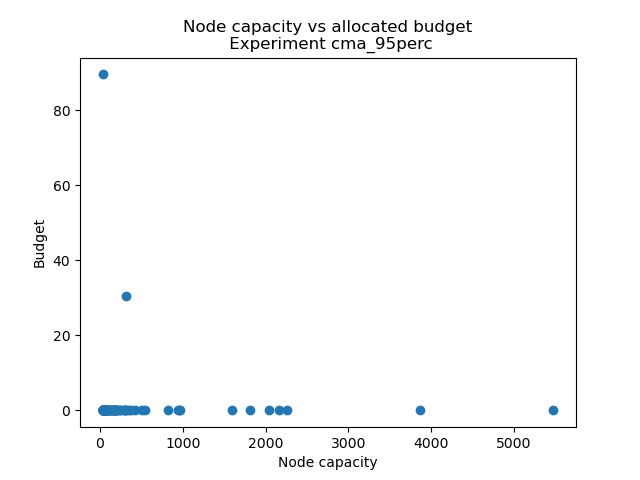 Node capacity vs allocated budget
Experiment cma_95perc
Budget
80
60
40
20
0
0 1000 2000 3000 4000 5000
Node capacity